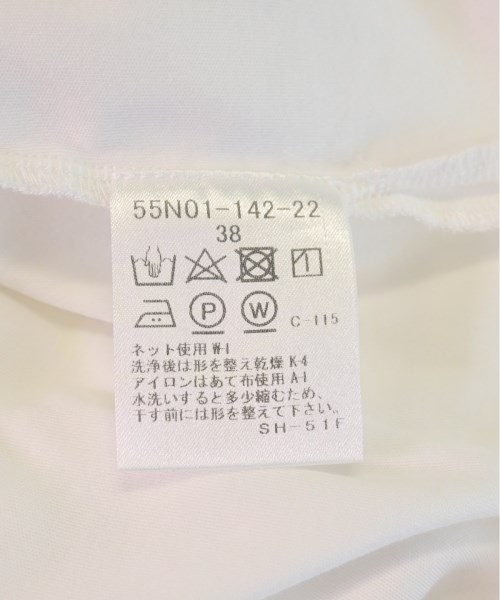 55N01-142-22
38
P W C-115
ネット使用 W-1
洗浄後は形を整え乾燥 K-4
アイロンはあて布使用 A-1
水洗いすると多少縮むため、
干す前には形を整えて下さい。
SH-51F